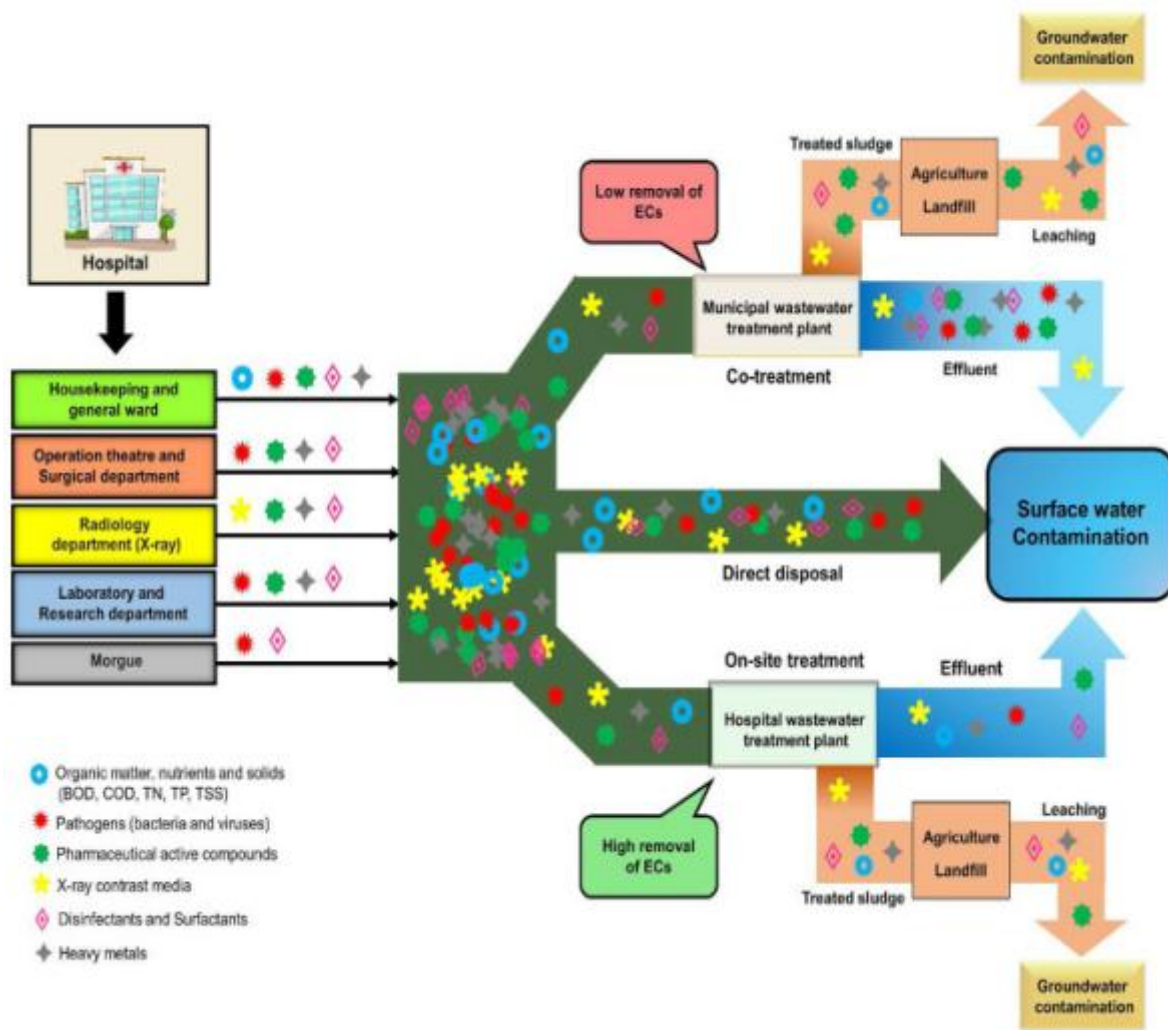 Groundwater
contamination
Hospital
Low removal of
ECs
Treated sludge
Agriculture
Landfill
Leaching
Municipal wastewater
treatment plant
Co-treatment
Effluent
Housekeeping and
general ward
Operation theatre and
Surgical department
Radiology
department (X-ray)
Laboratory and
Research department
Morgue
Direct disposal
Surface water
Contamination
On-site treatment
Effluent
Hospital wastewater
treatment plant
High removal
of ECs
Treated sludge
Agriculture
Landfill
Leaching
Groundwater
contamination
Organic matter, nutrients and solids
(BOD, COD, TN, TP, TSS)
Pathogens (bacteria and viruses)
Pharmaceutical active compounds
X-ray contrast media
Disinfectants and Surfactants
Heavy metals